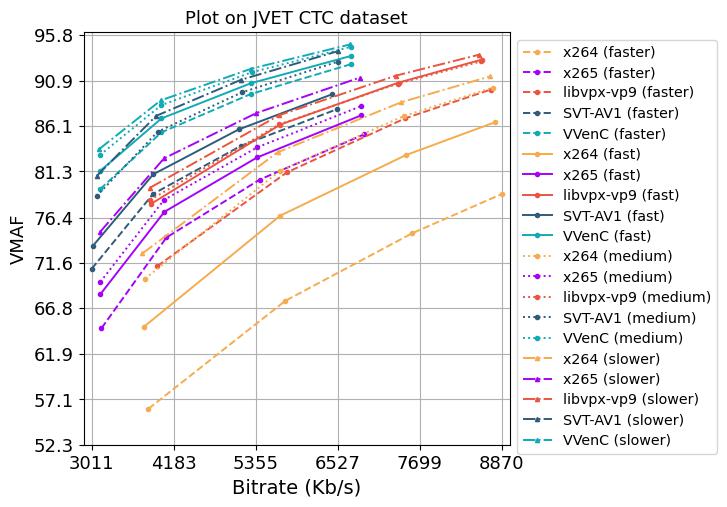 Plot on JVET CTC dataset
95.8
90.9
86.1
81.3
76.4
71.6
66.8
61.9
57.1
52.3
VMAF
3011 4183 5355 6527 7699 8870
Bitrate (Kb/s)
x264 (faster)
x265 (faster)
libvpx-vp9 (faster)
SVT-AV1 (faster)
VVenC (faster)
x264 (fast)
x265 (fast)
libvpx-vp9 (fast)
SVT-AV1 (fast)
VVenC (fast)
x264 (medium)
x265 (medium)
libvpx-vp9 (medium)
SVT-AV1 (medium)
VVenC (medium)
x264 (slower)
x265 (slower)
libvpx-vp9 (slower)
SVT-AV1 (slower)
VVenC (slower)